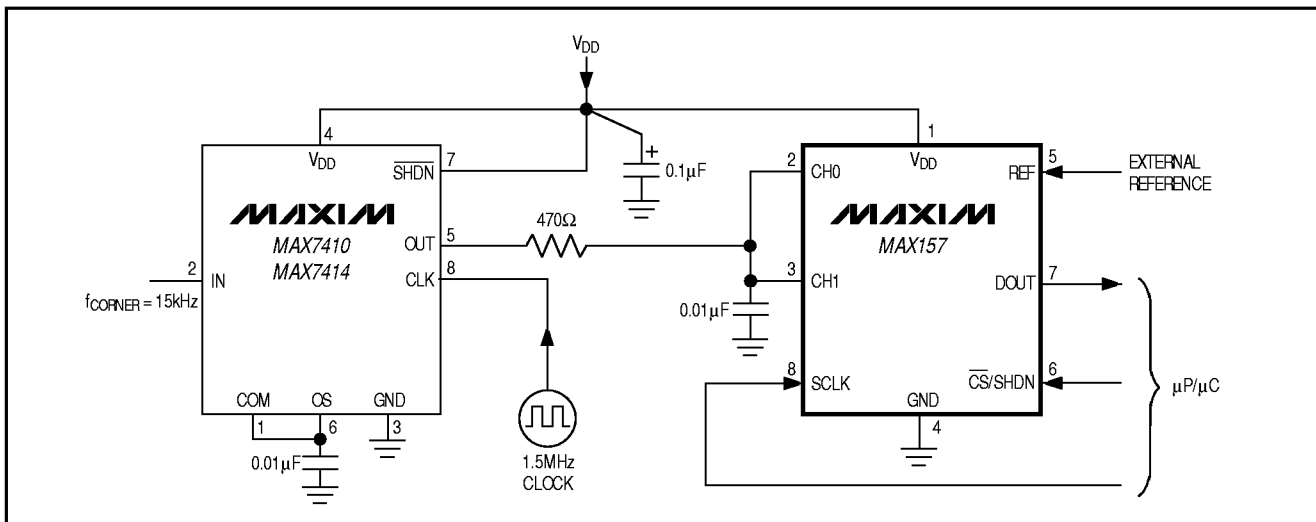 VDD
4
VDD
7
SHDN
+
0.1µF
1
VDD
2
CH0
5
REF
EXTERNAL
REFERENCE
MAXIM
MAX7410
MAX7414
OUT
5
470Ω
MAXIM
MAX157
8
CLK
2
IN
fCORNER = 15kHz
3
CH1
7
DOUT
0.01µF
8
SCLK
6
CS/SHDN
µP/µC
COM
OS
GND
1
6
3
GND
4
0.01µF
1.5MHz
CLOCK